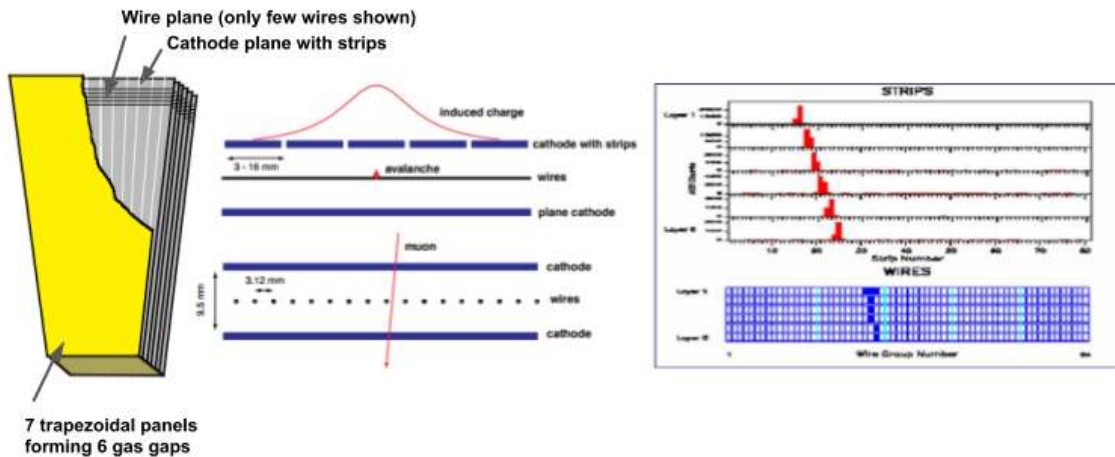 Wire plane (only few wires shown)
Cathode plane with strips
7 trapezoidal panels
forming 6 gas gaps
induced charge
cathode with strips
3 - 16 mm
avalanche
wires
plane cathode
muon
cathode
3.12 mm
wires
9.5 mm
cathode
STRIPS
Layer 1
Layer 6
10 20 30 40 50 60 70 80
Strip Number
WIRES
Layer
Layer
1
Wire Group Number